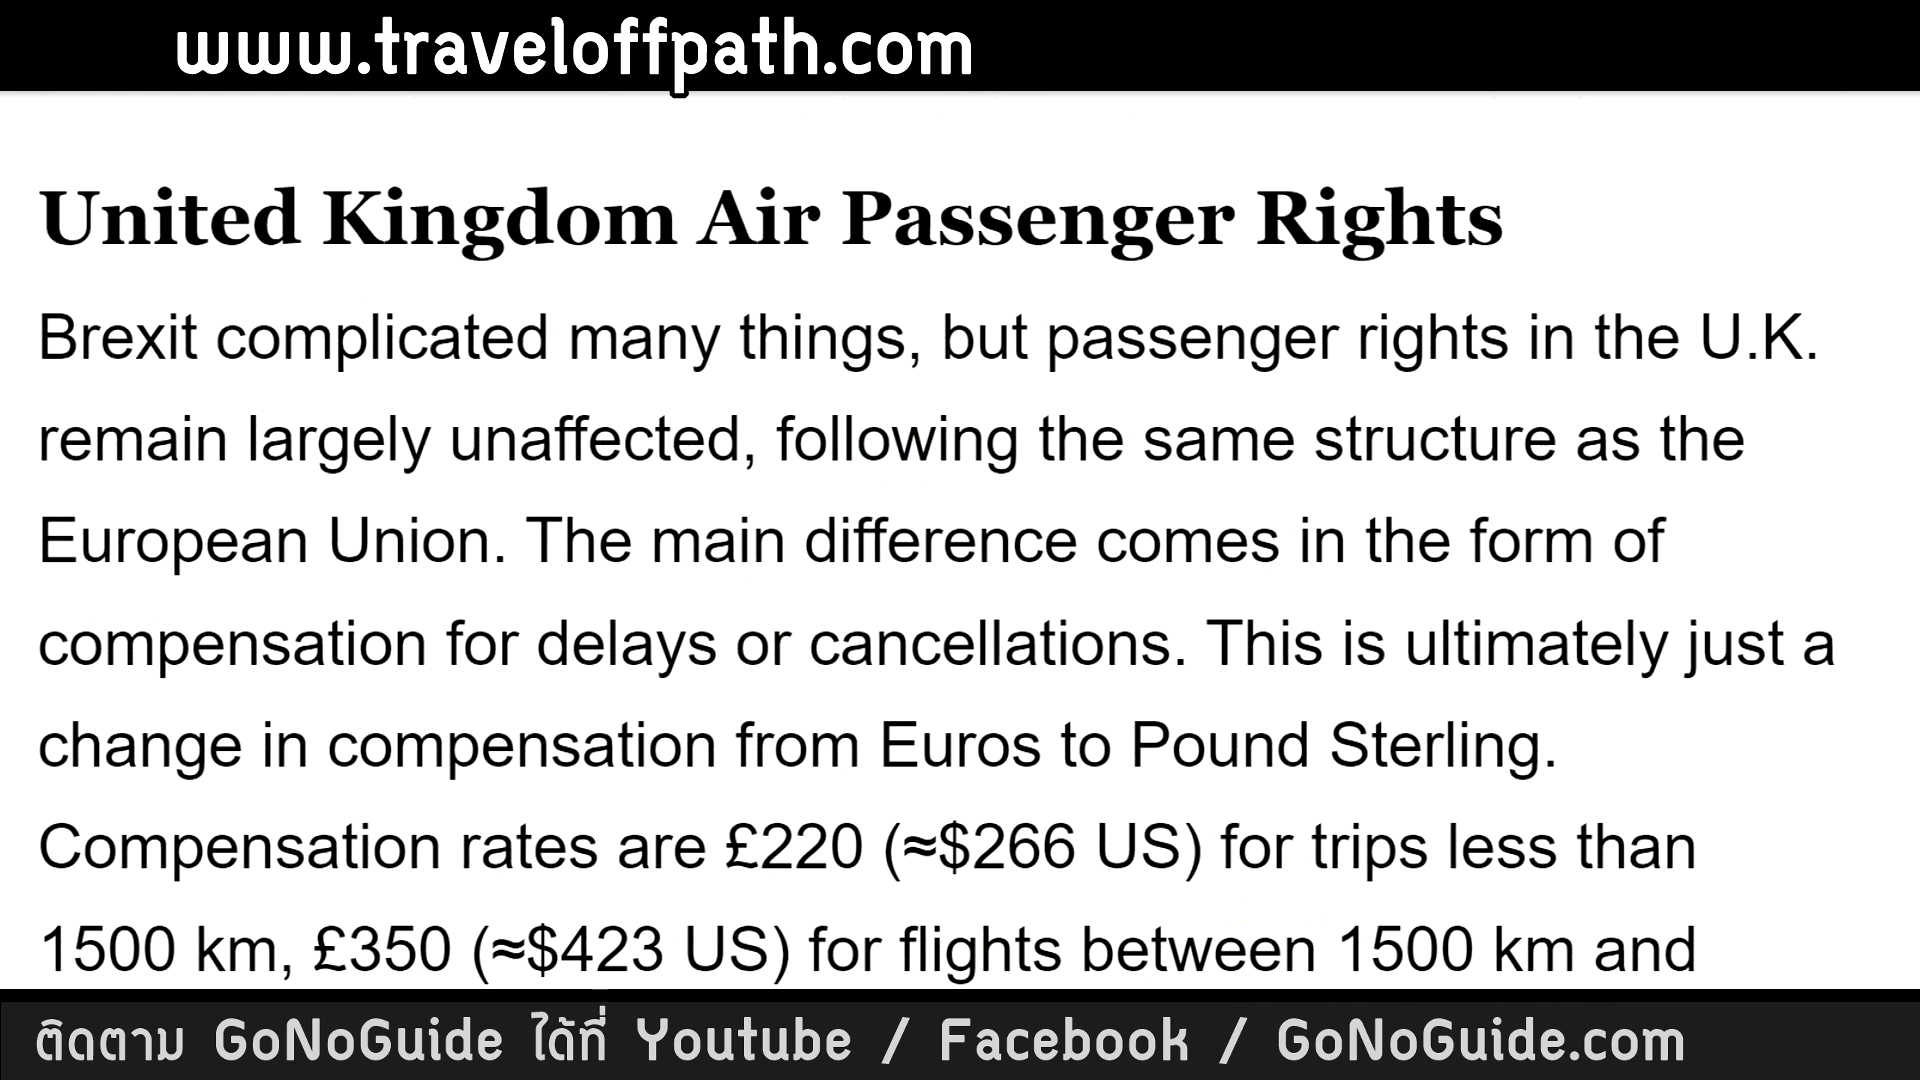 www.traveloffpath.com
United Kingdom Air Passenger Rights
Brexit complicated many things, but passenger rights in the U.K.
remain largely unaffected, following the same structure as the
European Union. The main difference comes in the form of
compensation for delays or cancellations. This is ultimately just a
change in compensation from Euros to Pound Sterling.
Compensation rates are £220 (≈$266 US) for trips less than
1500 km, £350 (≈$423 US) for flights between 1500 km and
ติดตาม GoNoGuide ได้ที่ Youtube / Facebook / GoNoGuide.com